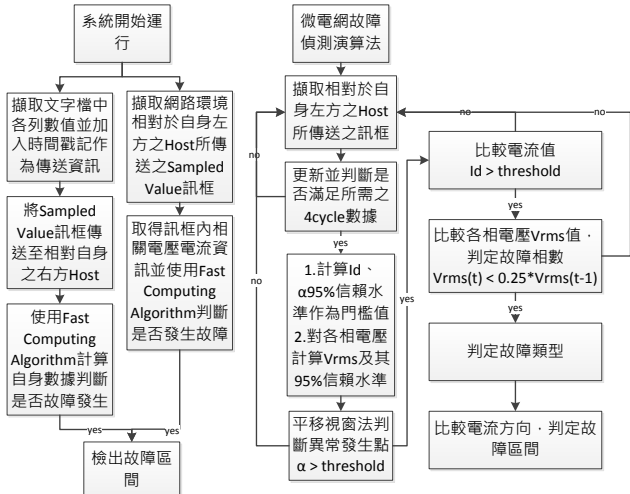 系統開始運
行
擷取文字檔中
各列數值並加
入時間戳記作
為傳送資訊
將Sampled
Value訊框傳
送至相對自身
之右方Host
使用Fast
Computing
Algorithm計算
自身數據判斷
是否故障發生
yes
擷取網路環境
相對於自身左
方之Host所傳
送之Sampled
Value訊框
取得訊框內相
關電壓電流資
訊並使用Fast
Computing
Algorithm判斷
是否發生故障
yes
檢出故障區
間
微電網故障
偵測演算法
擷取相對於自
身左方之Host
所傳送之訊框
no
更新並判斷是
否滿足所需之
4cycle數據
yes
1.計算Id、
α95%信賴水
準作為門檻值
2.對各相電壓
計算Vrms及其
95%信賴水準
no
平移視窗法判
斷異常發生點
α > threshold
yes
no
比較電流值
Id > threshold
yes
no
比較各相電壓Vrms值，
判定故障相數
Vrms(t) < 0.25*Vrms(t-1)
yes
判定故障類型
比較電流方向，判定故
障區間